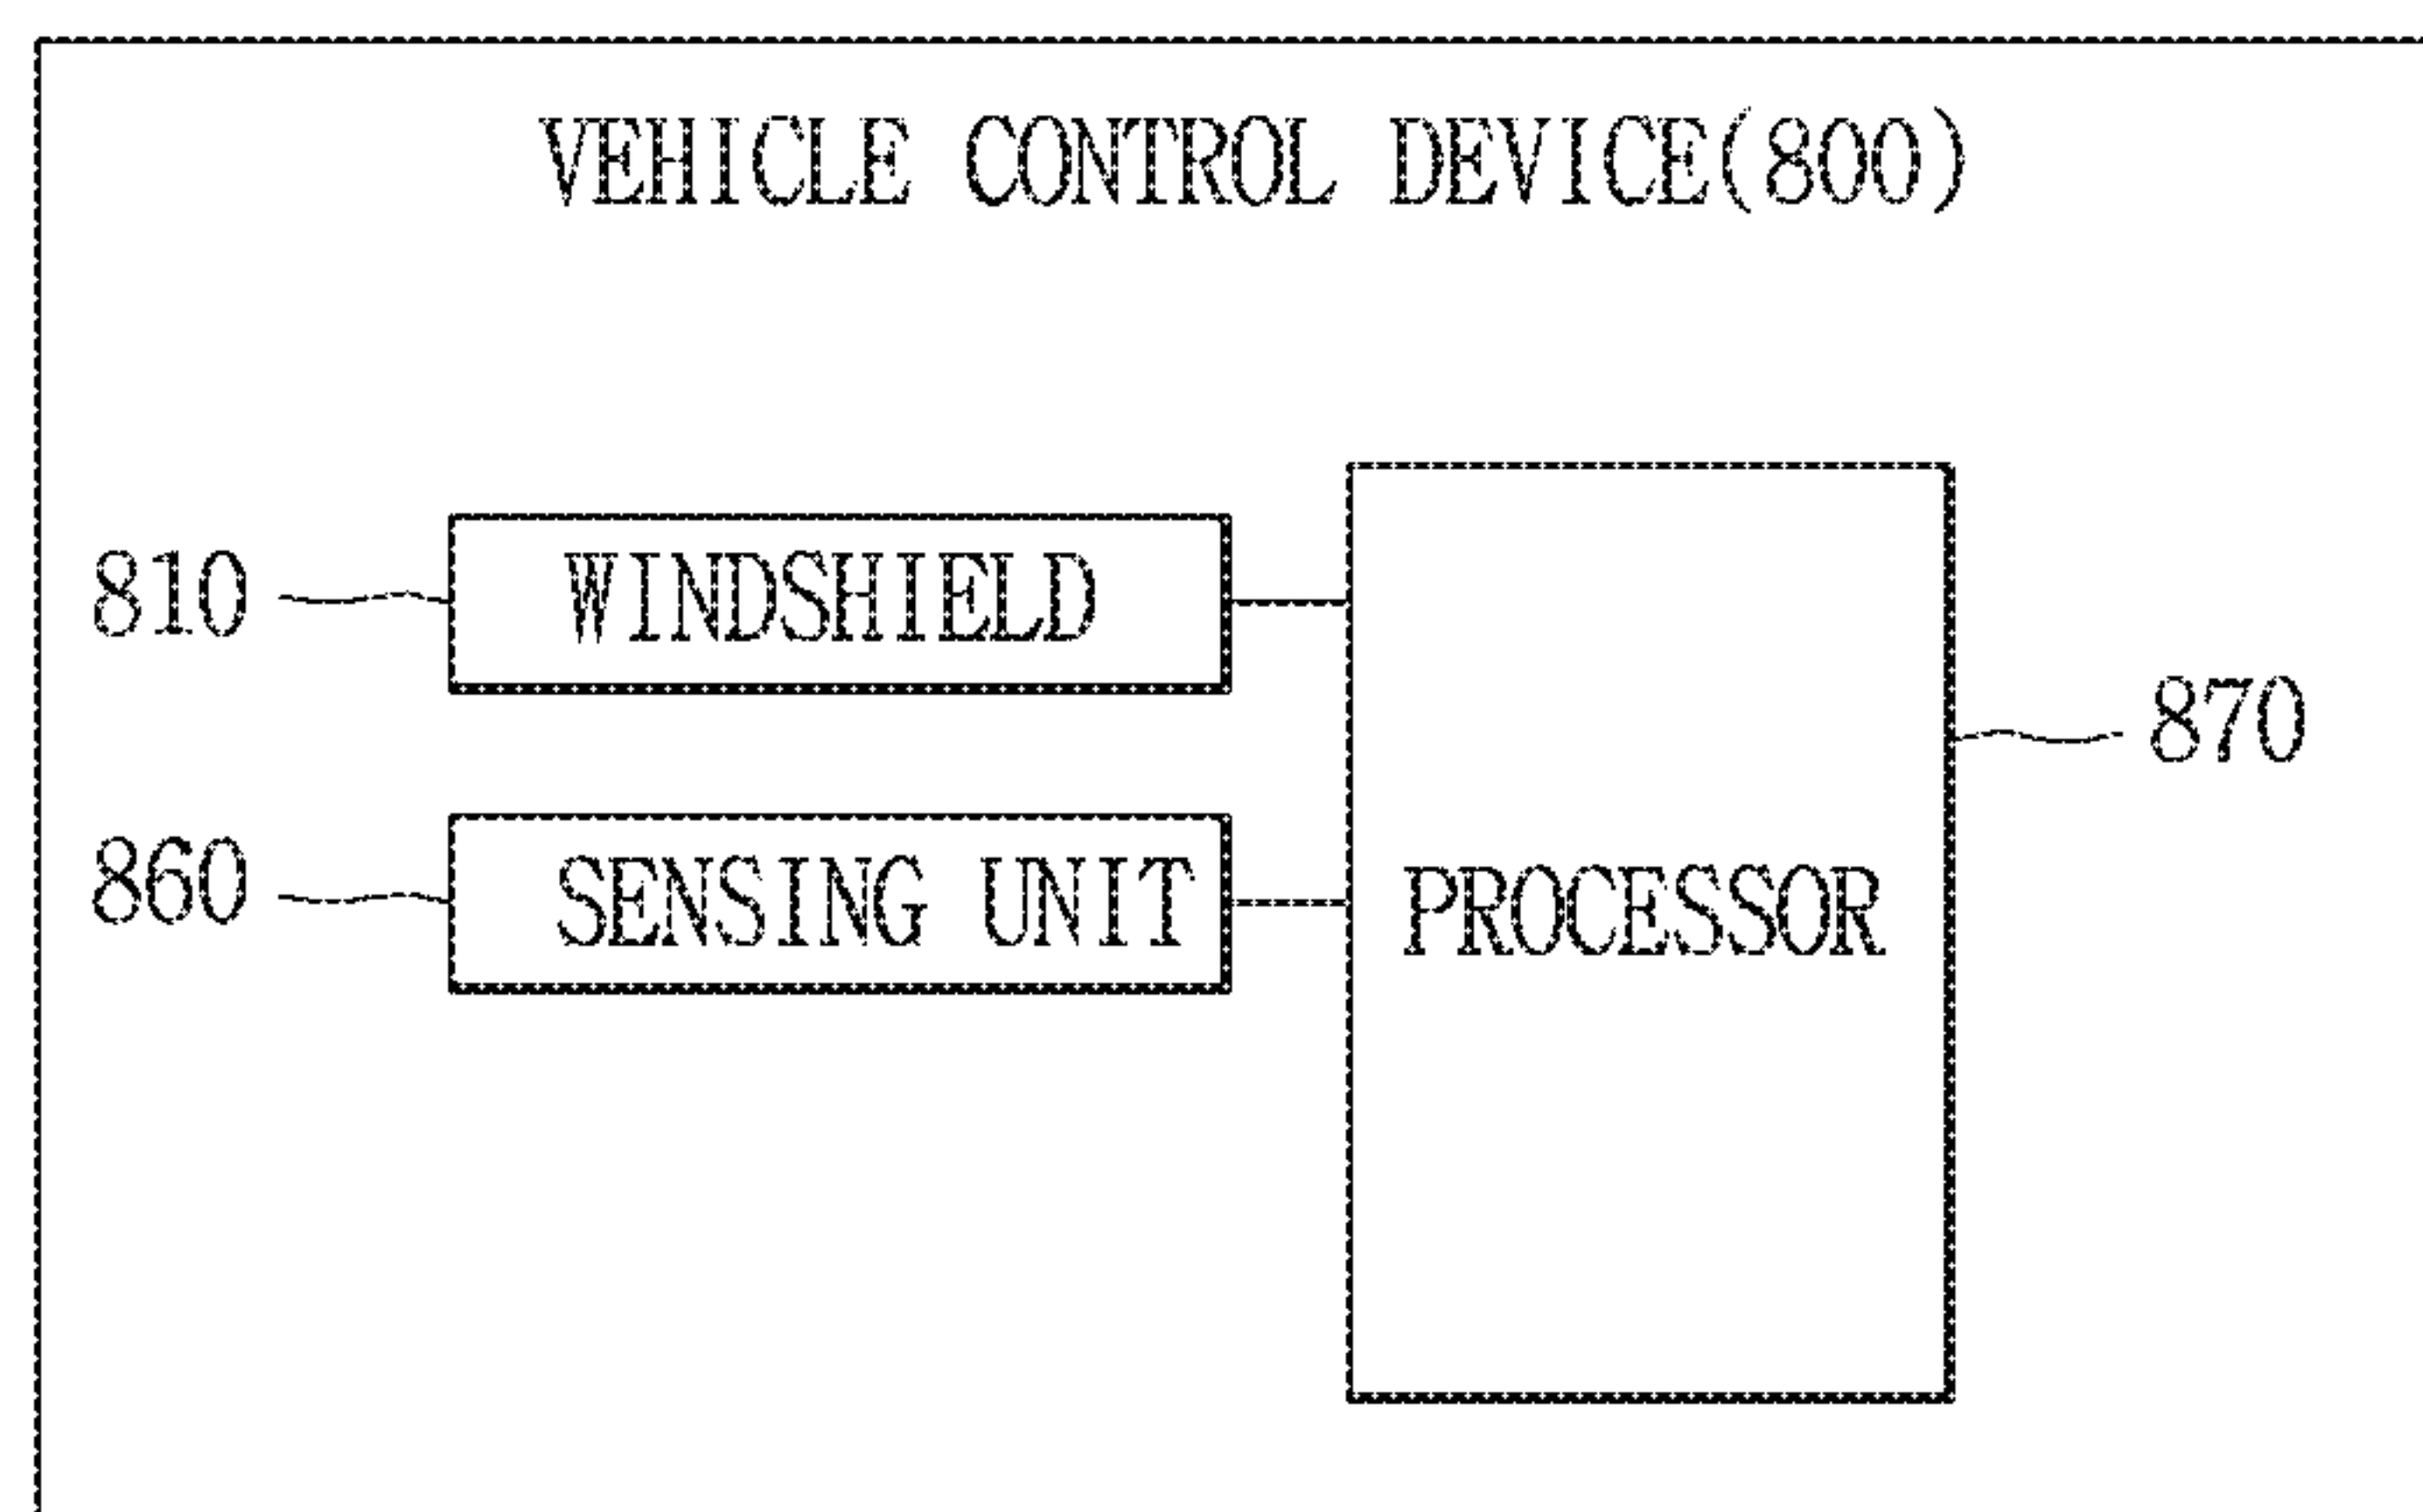 VEHICLE CONTROL DEVICE(800)
810
WINDSHIELD
870
860
SENSING UNIT
PROCESSOR